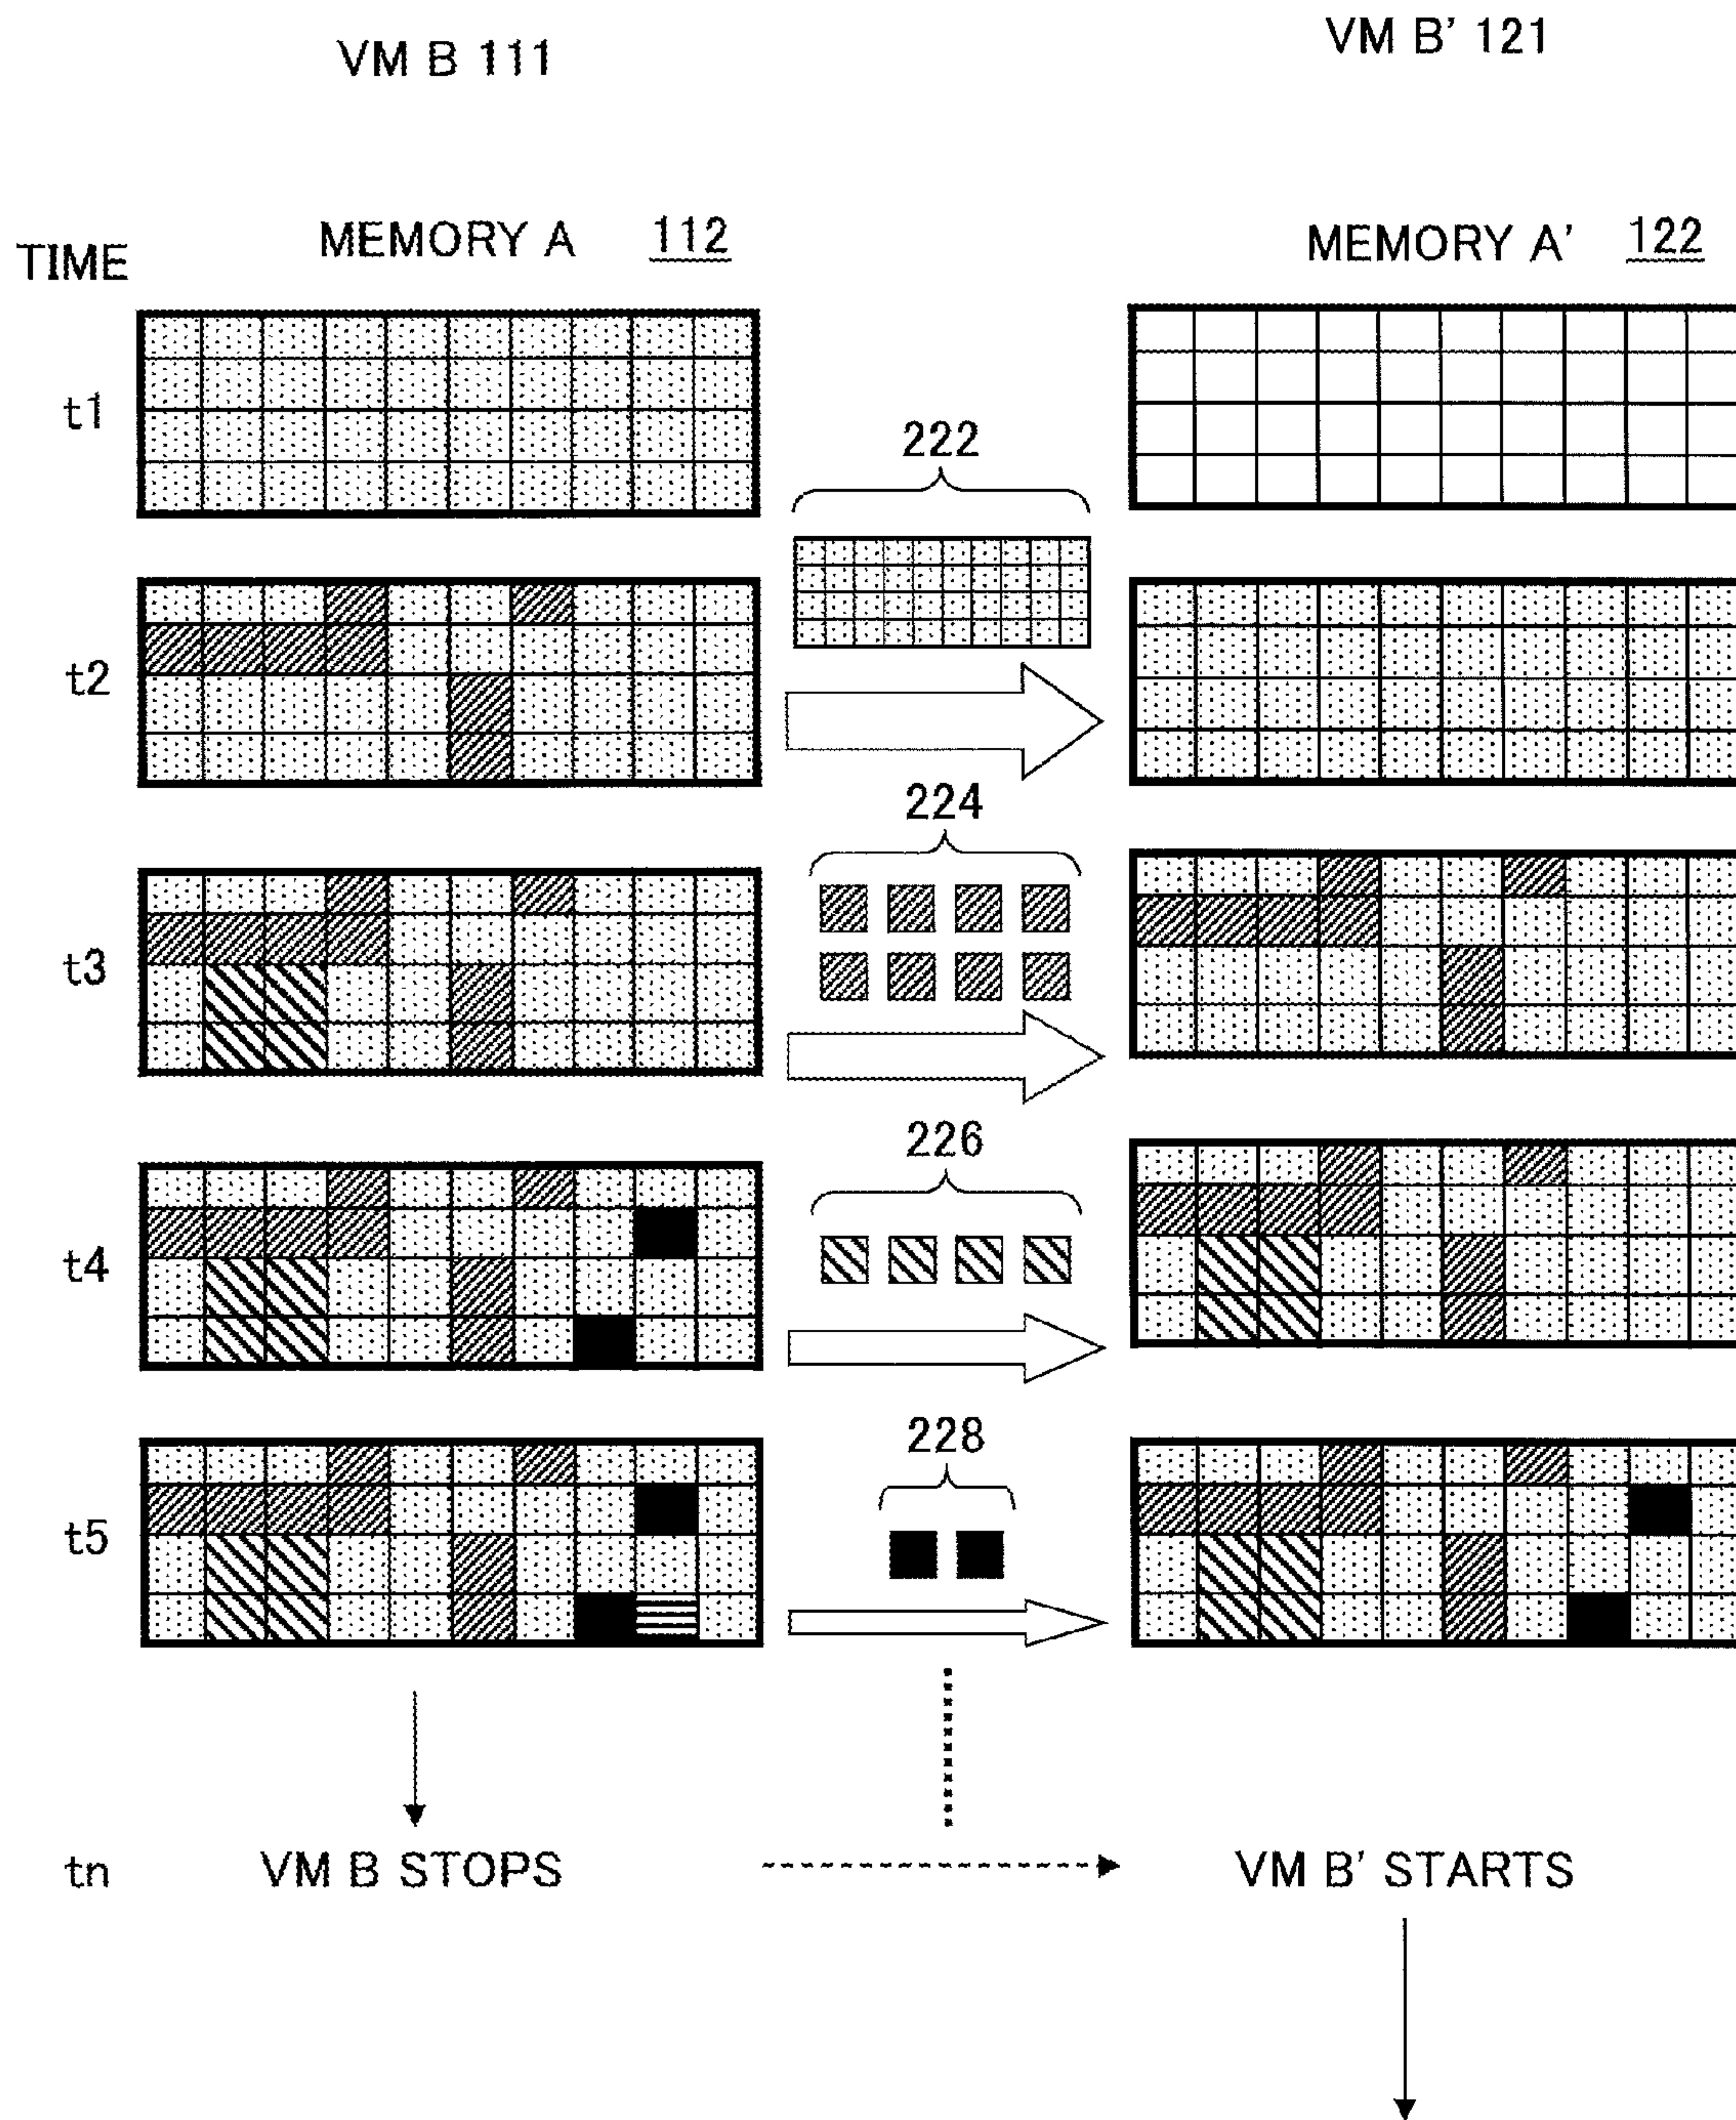 VM B 111
VM B' 121
MEMORY A 112
MEMORY A' 122
TIME
t1
222
t2
224
t3
226
t4
228
t5
tn
VM B STOPS
VM B' STARTS